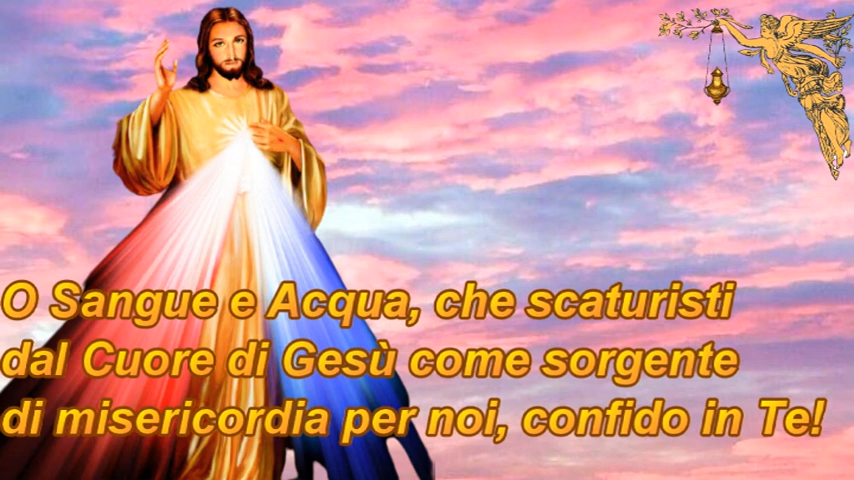 O Sangue e Acqua, che scaturisti
dal Cuore di Gesù come sorgente
di misericordia per noi, confido in Te!